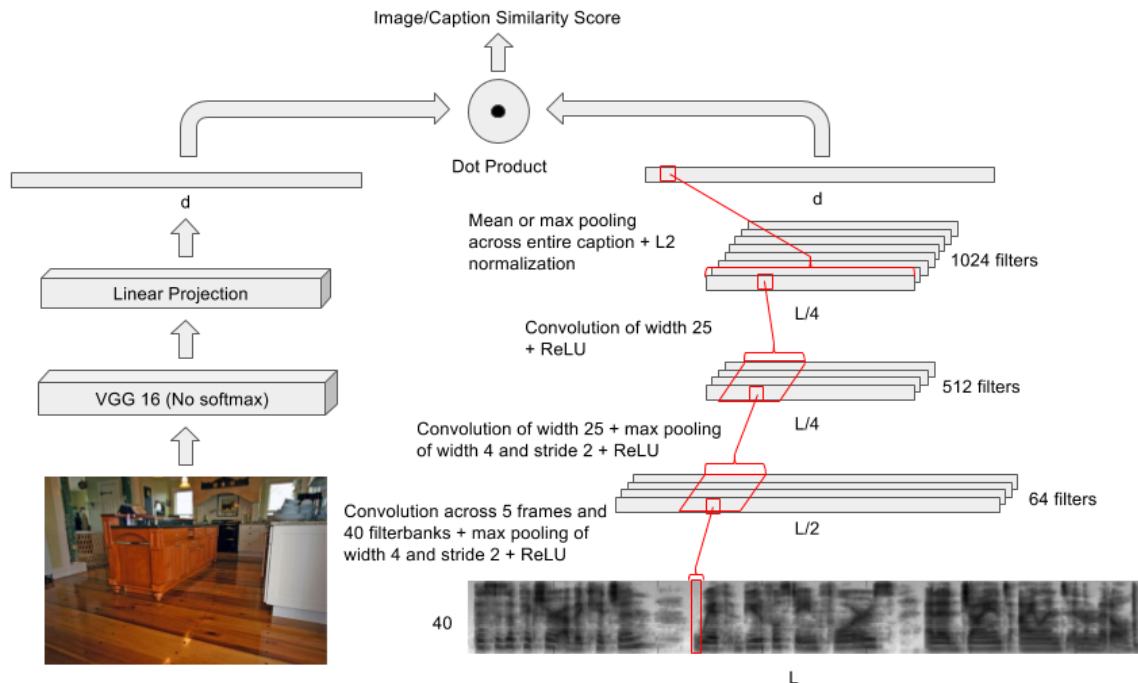 Image/Caption Similarity Score
Dot Product
d
d
Linear Projection
VGG 16 (No softmax)
Mean or max pooling
across entire caption + L2
normalization
1024 filters
L/4
Convolution of width 25
+ ReLU
512 filters
L/4
Convolution of width 25 + max pooling
of width 4 and stride 2 + ReLU
64 filters
L/2
Convolution across 5 frames and
40 filterbanks + max pooling of
width 4 and stride 2 + ReLU
40
L